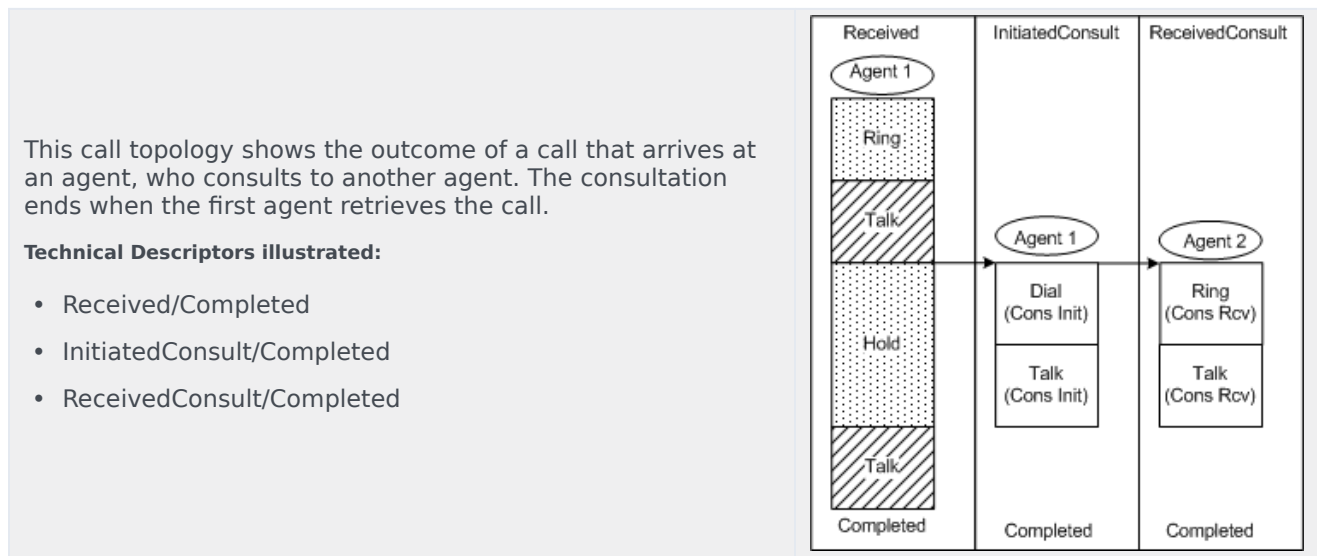 This call topology shows the outcome of a call that arrives at
an agent, who consults to another agent. The consultation
ends when the first agent retrieves the call.
Technical Descriptors illustrated:
• Received/Completed
• InitiatedConsult/Completed
• ReceivedConsult/Completed
Received
Agent 1
Ring
Talk
Hold
Talk
Completed
InitiatedConsult
Agent 1
Dial
(Cons Init)
Talk
(Cons Init)
Completed
ReceivedConsult
Agent 2
Ring
(Cons Rcv)
Talk
(Cons Rcv)
Completed